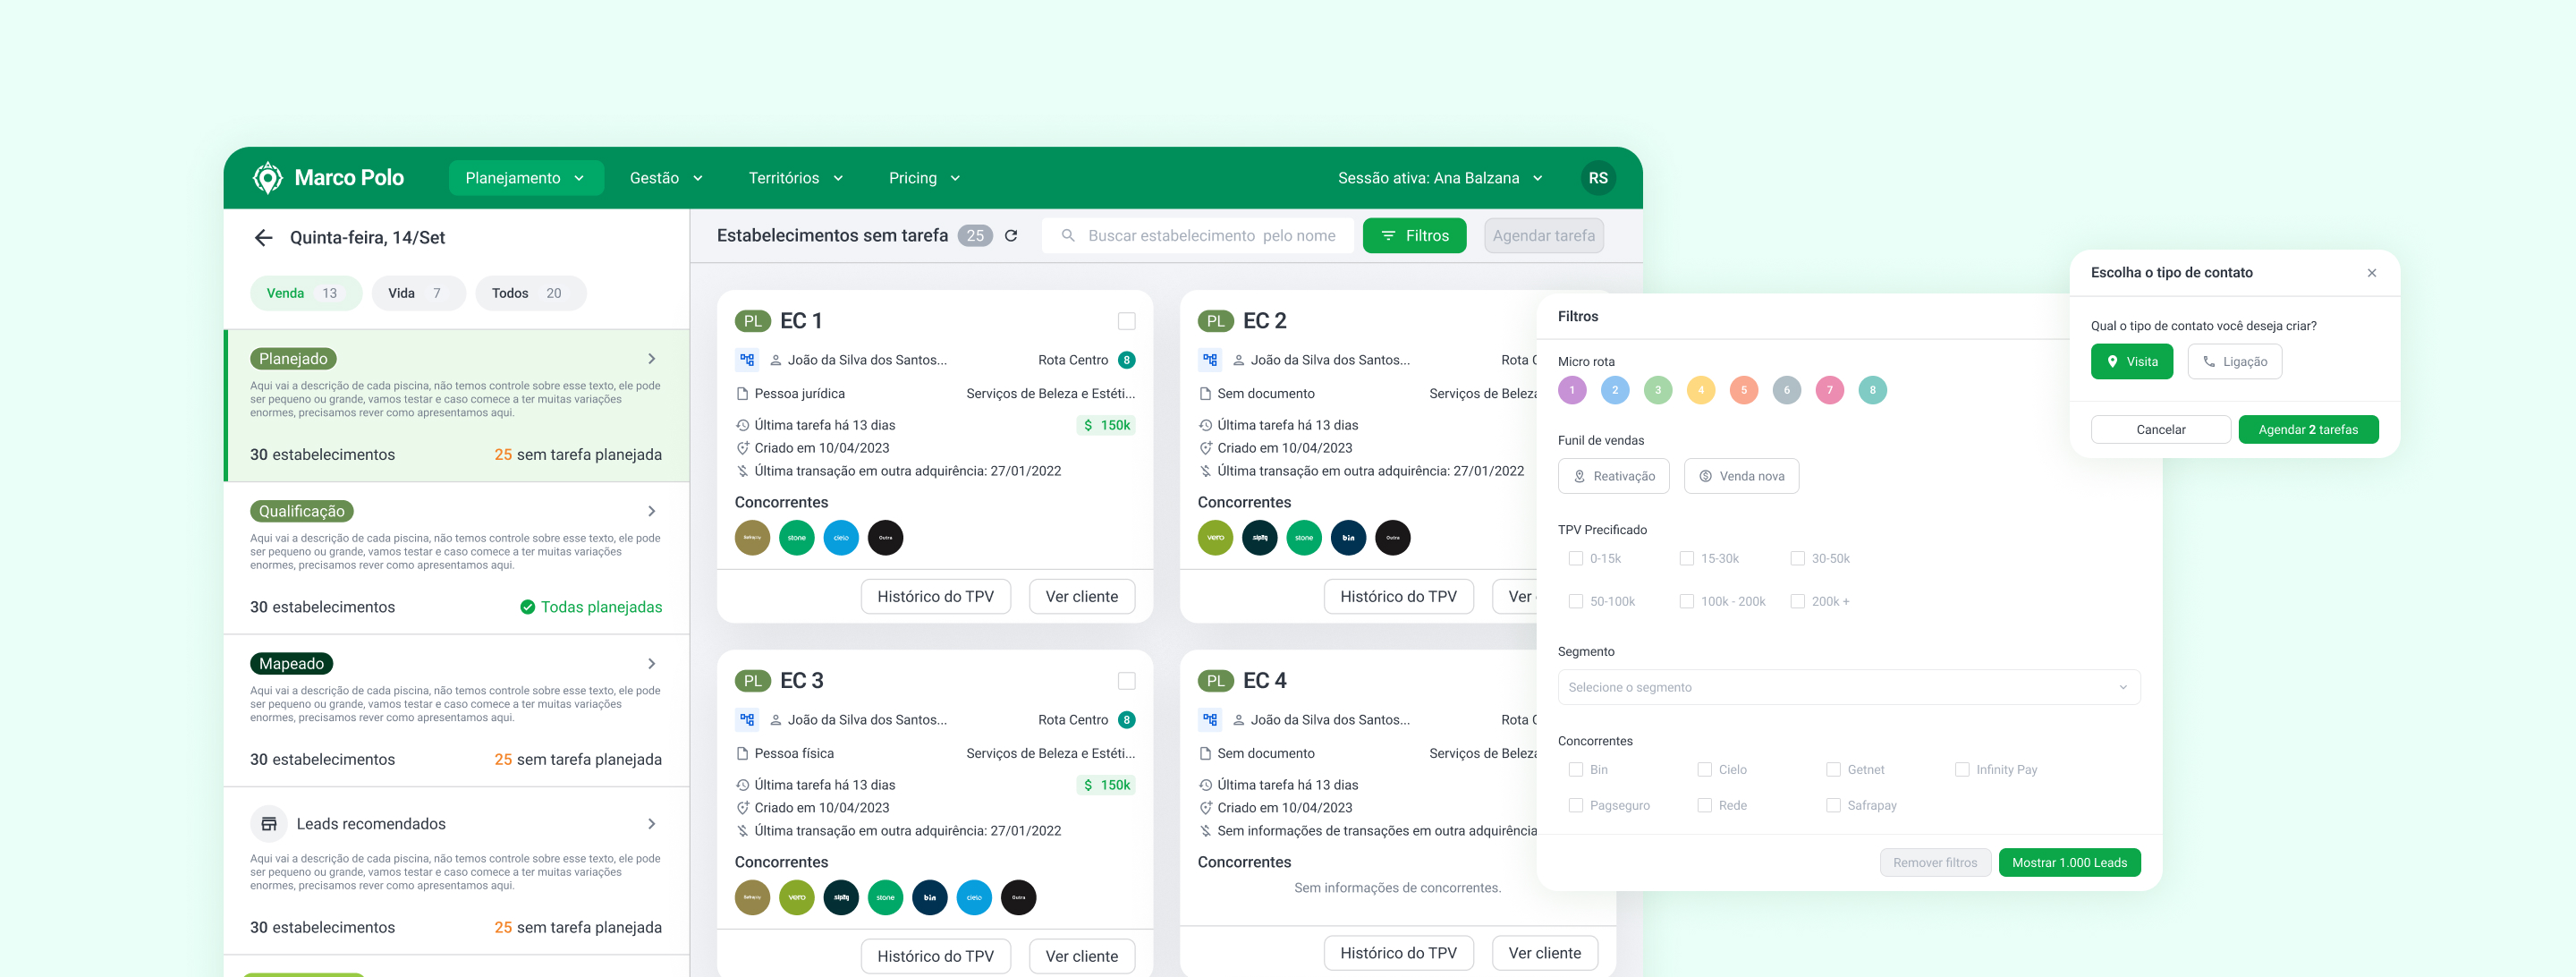 Marco Polo
Planejamento
Gestão
Territórios
Pricing
Sessão ativa: Ana Balzana
RS
Quinta-feira, 14/Set
Venda 13
Vida 7
Todos 20
Planejado
Aqui vai a descrição de cada piscina, não temos controle sobre esse texto, ele pode
ser pequeno ou grande, vamos testar e caso comece a ter muitas variações
enormes, precisamos rever como apresentamos aqui.
30 estabelecimentos
25 sem tarefa planejada
Qualificação
Aqui vai a descrição de cada piscina, não temos controle sobre esse texto, ele pode
ser pequeno ou grande, vamos testar e caso comece a ter muitas variações
enormes, precisamos rever como apresentamos aqui.
30 estabelecimentos
Todas planejadas
Mapeado
Aqui vai a descrição de cada piscina, não temos controle sobre esse texto, ele pode
ser pequeno ou grande, vamos testar e caso comece a ter muitas variações
enormes, precisamos rever como apresentamos aqui.
30 estabelecimentos
25 sem tarefa planejada
Leads recomendados
Aqui vai a descrição de cada piscina, não temos controle sobre esse texto, ele pode
ser pequeno ou grande, vamos testar e caso comece a ter muitas variações
enormes, precisamos rever como apresentamos aqui.
30 estabelecimentos
25 sem tarefa planejada
Estabelecimentos sem tarefa 25
Buscar estabelecimento pelo nome
Filtros
Agendar tarefa
PL EC 1
João da Silva dos Santos...
Rota Centro 8
Pessoa jurídica
Serviços de Beleza e Estéti...
Última tarefa há 13 dias
$ 150k
Criado em 10/04/2023
Última transação em outra adquirência: 27/01/2022
Concorrentes
Safrapay
stone
cielo
Outra
Histórico do TPV
Ver cliente
PL EC 2
João da Silva dos Santos...
Rota C
Sem documento
Serviços de Beleza
Última tarefa há 13 dias
Criado em 10/04/2023
Última transação em outra adquirência: 27/01/2022
Concorrentes
vero
sipag
stone
bin
Outra
Histórico do TPV
Ver
PL EC 3
João da Silva dos Santos...
Rota Centro 8
Pessoa física
Serviços de Beleza e Estéti...
Última tarefa há 13 dias
$ 150k
Criado em 10/04/2023
Última transação em outra adquirência: 27/01/2022
Concorrentes
Safrapay
vero
sipag
stone
bin
cielo
Outra
Histórico do TPV
Ver cliente
PL EC 4
João da Silva dos Santos...
Rota C
Sem documento
Serviços de Beleza
Última tarefa há 13 dias
Criado em 10/04/2023
Sem informações de transações em outra adquirência
Concorrentes
Sem informações de concorrentes.
Histórico do TPV
Ver cliente
Filtros
Micro rota
1 2 3 4 5 6 7 8
Funil de vendas
Reativação
Venda nova
TPV Precificado
0-15k
15-30k
30-50k
50-100k
100k - 200k
200k +
Segmento
Selecione o segmento
Concorrentes
Bin
Cielo
Getnet
Infinity Pay
Pagseguro
Rede
Safrapay
Remover filtros
Mostrar 1.000 Leads
Escolha o tipo de contato
Qual o tipo de contato você deseja criar?
Visita
Ligação
Cancelar
Agendar 2 tarefas